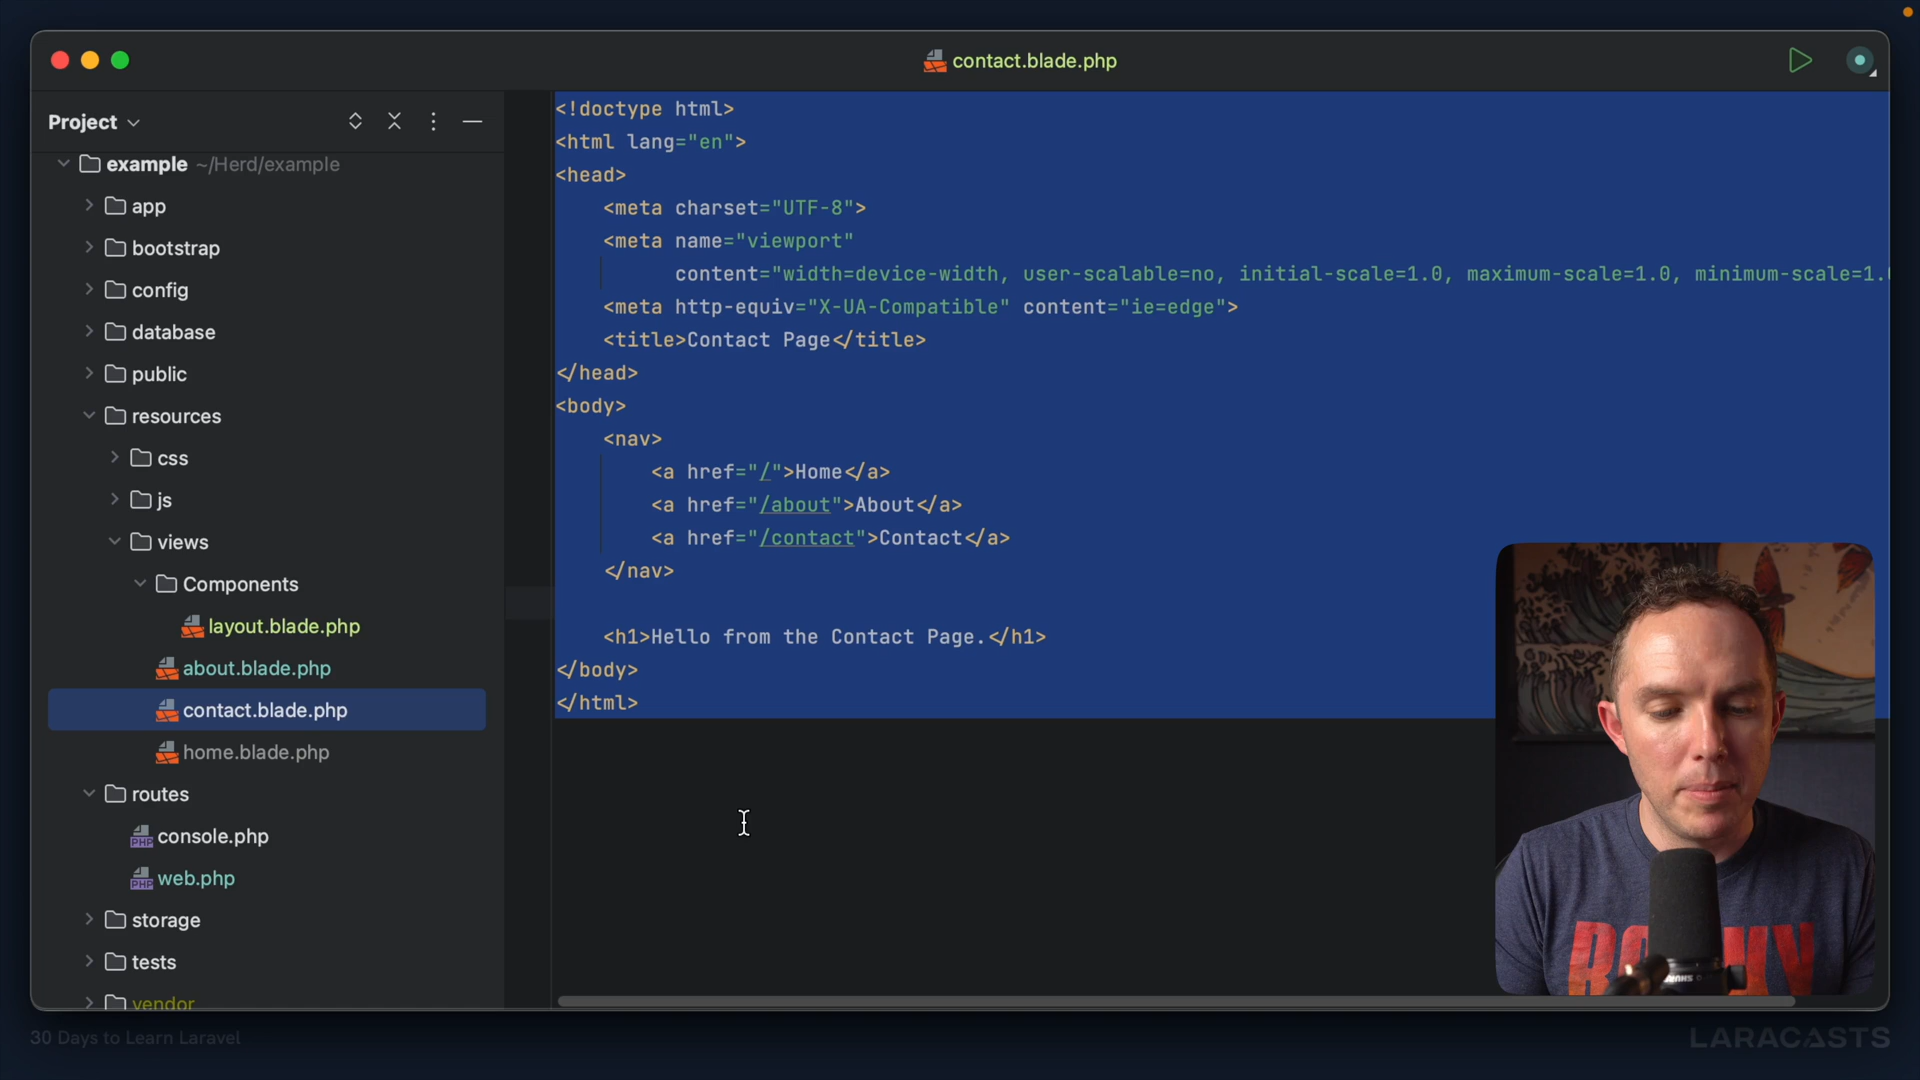 contact.blade.php
Project
example ~/Herd/example
app
bootstrap
config
database
public
resources
css
js
views
Components
layout.blade.php
about.blade.php
contact.blade.php
home.blade.php
routes
console.php
web.php
storage
tests
vendor
<!doctype html>
<html lang="en">
<head>
<meta charset="UTF-8">
<meta name="viewport"
content="width=device-width, user-scalable=no, initial-scale=1.0, maximum-scale=1.0, minimum-scale=1.
<meta http-equiv="X-UA-Compatible" content="ie=edge">
<title>Contact Page</title>
</head>
<body>
<nav>
<a href="/">Home</a>
<a href="/about">About</a>
<a href="/contact">Contact</a>
</nav>
<h1>Hello from the Contact Page.</h1>
</body>
</html>
30 Days to Learn Laravel
LARACASTS